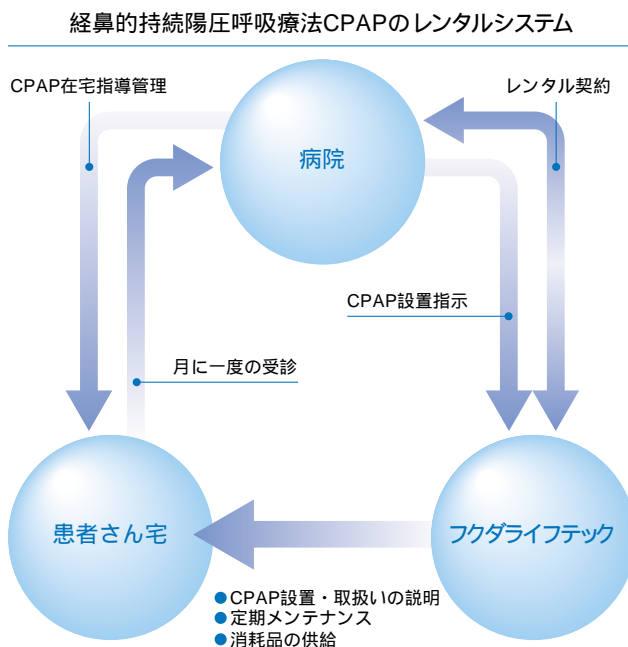 経鼻的持続陽圧呼吸療法CPAPのレンタルシステム
CPAP在宅指導管理
レンタル契約
病院
CPAP設置指示
月に一度の受診
患者さん宅
フクダライフテック
●CPAP設置・取扱いの説明
●定期メンテナンス
●消耗品の供給